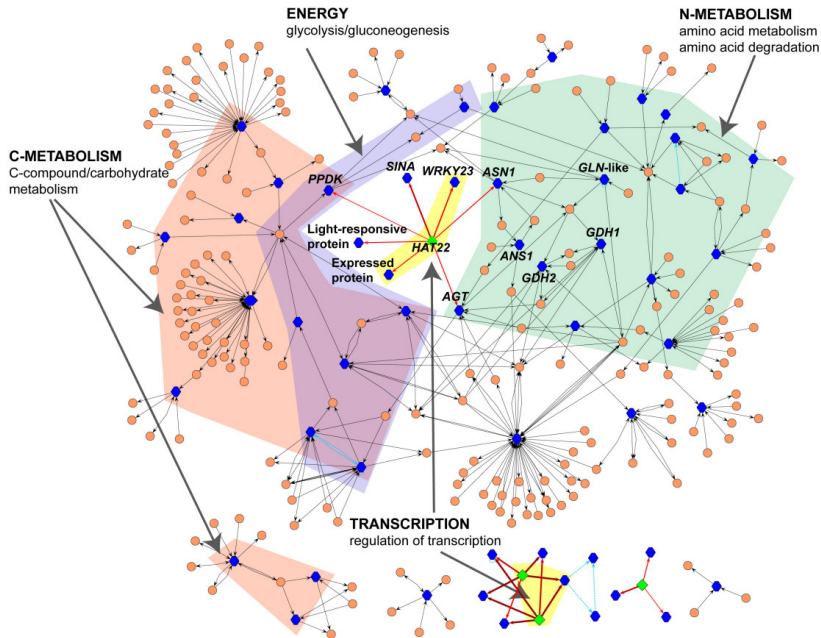 ENERGY
glycolysis/gluconeogenesis
N-METABOLISM
amino acid metabolism
amino acid degradation
C-METABOLISM
C-compound/carbohydrate
metabolism
PPDK
SINA
WRKY23
ASN1
GLN-like
Light-responsive
protein
HAT22
Expressed
protein
ANS1
GDH1
GDH2
AGT
TRANSCRIPTION
regulation of transcription